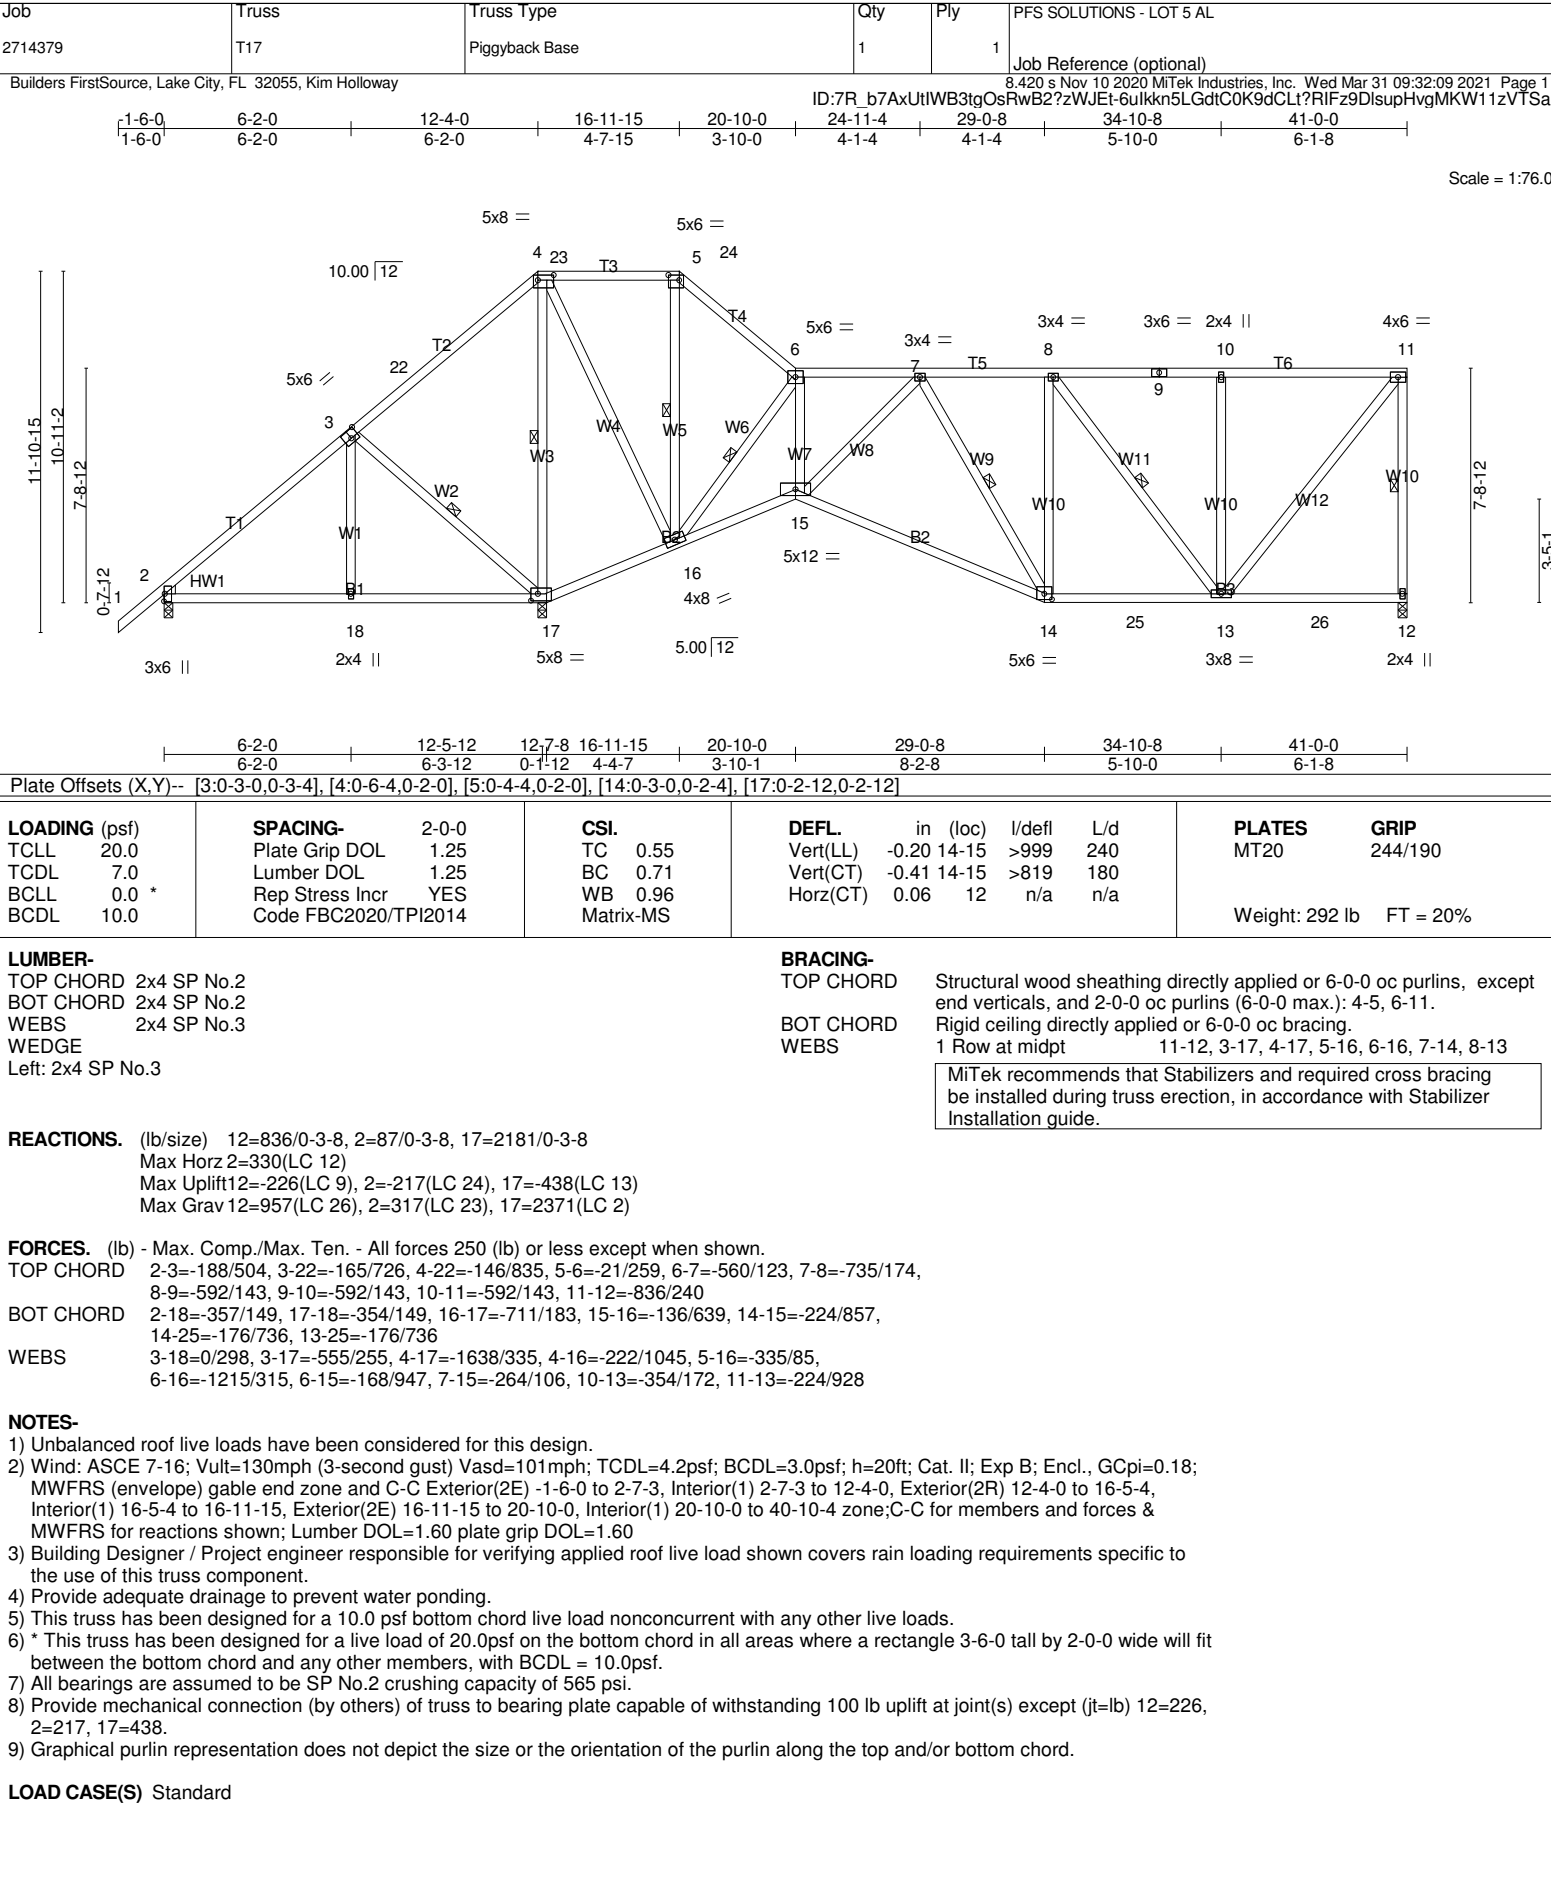 Job Truss Truss Type Qty Ply PFS SOLUTIONS - LOT 5 AL
2714379 T17 Piggyback Base 1 1
Job Reference (optional)
Builders FirstSource, Lake City, FL 32055, Kim Holloway 8.420 s Nov 10 2020 MiTek Industries, Inc. Wed Mar 31 09:32:09 2021 Page 1
-1-6-0 6-2-0 12-4-0 16-11-15 20-10-0 24-11-4 29-0-8 34-10-8 41-0-0
1-6-0 6-2-0 6-2-0 4-7-15 3-10-0 4-1-4 4-1-4 5-10-0 6-1-8
Scale = 1:76.0
5x8 = 5x6 =
4 23 T3 5 24
10.00 12
T4
5x6 = 3x4 = 3x4 = 3x6 = 2x4 || 4x6 =
T2 6 7 T5 8 9 10 T6 11
22
5x6 //
3
11-10-15
10-11-2
7-8-12
0-7-12
W3 W4 W5 W6 W7 W8 W9 W11 W10 W10
7-8-12
W2 W10 W12
T1 W1 15 B2
3-5-1
5x12 =
2 HW1 B1 B2 B3
1 16
4x8 //
18 17 14 25 13 26 12
3x6 || 2x4 || 5x8 = 5.00 12 5x6 = 3x8 = 2x4 ||
6-2-0 12-5-12 12-7-8 16-11-15 20-10-0 29-0-8 34-10-8 41-0-0
6-2-0 6-3-12 0-1-12 4-4-7 3-10-1 8-2-8 5-10-0 6-1-8
Plate Offsets (X,Y)-- [3:0-3-0,0-3-4], [4:0-6-4,0-2-0], [5:0-4-4,0-2-0], [14:0-3-0,0-2-4], [17:0-2-12,0-2-12]
LOADING (psf) SPACING- 2-0-0 CSI. DEFL. in (loc) l/defl L/d PLATES GRIP
TCLL 20.0 Plate Grip DOL 1.25 TC 0.55 Vert(LL) -0.20 14-15 >999 240 MT20 244/190
TCDL 7.0 Lumber DOL 1.25 BC 0.71 Vert(CT) -0.41 14-15 >819 180
BCLL 0.0 * Rep Stress Incr YES WB 0.96 Horz(CT) 0.06 12 n/a n/a
BCDL 10.0 Code FBC2020/TPI2014 Matrix-MS Weight: 292 lb FT = 20%
LUMBER-
TOP CHORD 2x4 SP No.2
BOT CHORD 2x4 SP No.2
WEBS 2x4 SP No.3
WEDGE
Left: 2x4 SP No.3
BRACING-
TOP CHORD Structural wood sheathing directly applied or 6-0-0 oc purlins, except
end verticals, and 2-0-0 oc purlins (6-0-0 max.): 4-5, 6-11.
BOT CHORD Rigid ceiling directly applied or 6-0-0 oc bracing.
WEBS 1 Row at midpt 11-12, 3-17, 4-17, 5-16, 6-16, 7-14, 8-13
MiTek recommends that Stabilizers and required cross bracing
be installed during truss erection, in accordance with Stabilizer
Installation guide.
REACTIONS. (lb/size) 12=836/0-3-8, 2=87/0-3-8, 17=2181/0-3-8
Max Horz 2=330(LC 12)
Max Uplift12=-226(LC 9), 2=-217(LC 24), 17=-438(LC 13)
Max Grav 12=957(LC 26), 2=317(LC 23), 17=2371(LC 2)
FORCES. (lb) - Max. Comp./Max. Ten. - All forces 250 (lb) or less except when shown.
TOP CHORD 2-3=-188/504, 3-22=-165/726, 4-22=-146/835, 5-6=-21/259, 6-7=-560/123, 7-8=-735/174,
8-9=-592/143, 9-10=-592/143, 10-11=-592/143, 11-12=-836/240
BOT CHORD 2-18=-357/149, 17-18=-354/149, 16-17=-711/183, 15-16=-136/639, 14-15=-224/857,
14-25=-176/736, 13-25=-176/736
WEBS 3-18=0/298, 3-17=-555/255, 4-17=-1638/335, 4-16=-222/1045, 5-16=-335/85,
6-16=-1215/315, 6-15=-168/947, 7-15=-264/106, 10-13=-354/172, 11-13=-224/928
NOTES-
1) Unbalanced roof live loads have been considered for this design.
2) Wind: ASCE 7-16; Vult=130mph (3-second gust) Vasd=101mph; TCDL=4.2psf; BCDL=3.0psf; h=20ft; Cat. II; Exp B; Encl., GCpi=0.18;
MWFRS (envelope) gable end zone and C-C Exterior(2E) -1-6-0 to 2-7-3, Interior(1) 2-7-3 to 12-4-0, Exterior(2R) 12-4-0 to 16-5-4,
Interior(1) 16-5-4 to 16-11-15, Exterior(2E) 16-11-15 to 20-10-0, Interior(1) 20-10-0 to 40-10-4 zone;C-C for members and forces &
MWFRS for reactions shown; Lumber DOL=1.60 plate grip DOL=1.60
3) Building Designer / Project engineer responsible for verifying applied roof live load shown covers rain loading requirements specific to
the use of this truss component.
4) Provide adequate drainage to prevent water ponding.
5) This truss has been designed for a 10.0 psf bottom chord live load nonconcurrent with any other live loads.
6) * This truss has been designed for a live load of 20.0psf on the bottom chord in all areas where a rectangle 3-6-0 tall by 2-0-0 wide will fit
between the bottom chord and any other members, with BCDL = 10.0psf.
7) All bearings are assumed to be SP No.2 crushing capacity of 565 psi.
8) Provide mechanical connection (by others) of truss to bearing plate capable of withstanding 100 lb uplift at joint(s) except (jt=lb) 12=226,
2=217, 17=438.
9) Graphical purlin representation does not depict the size or the orientation of the purlin along the top and/or bottom chord.
LOAD CASE(S) Standard